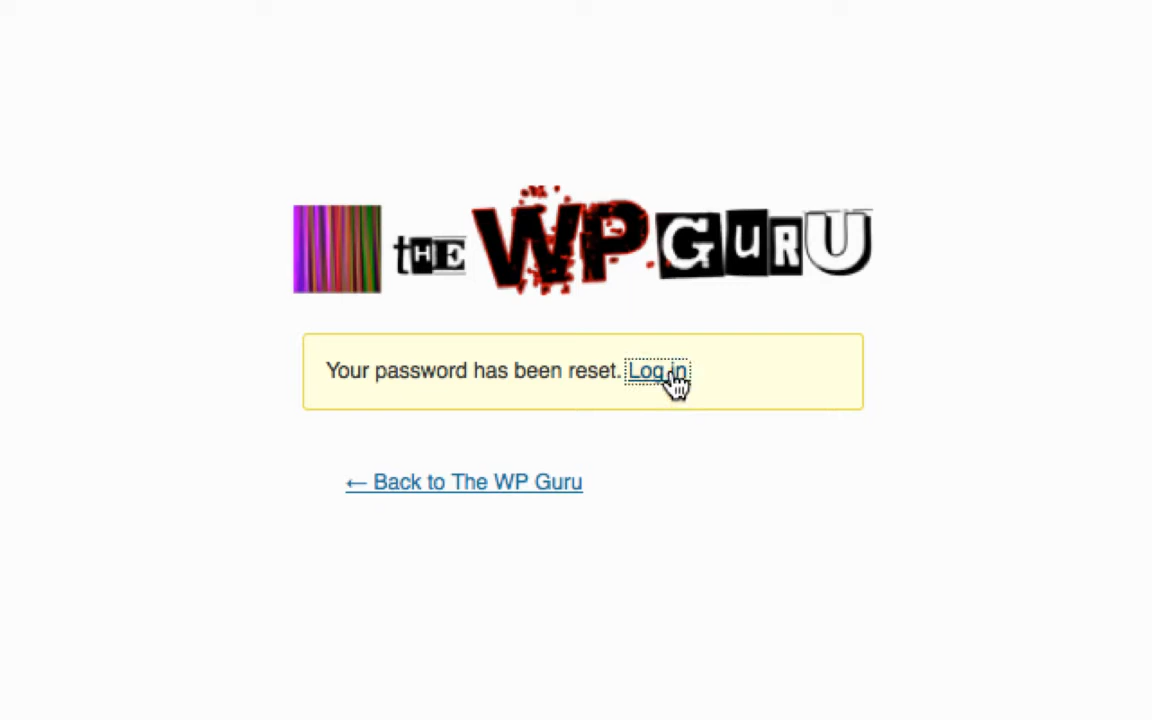 tHE WP GuRU
Your password has been reset. Log in
← Back to The WP Guru